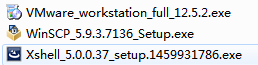 VMware_workstation_full_12.5.2.exe
WinSCP_5.9.3.7136_Setup.exe
Xshell_5.0.0.37_setup.1459931786.exe